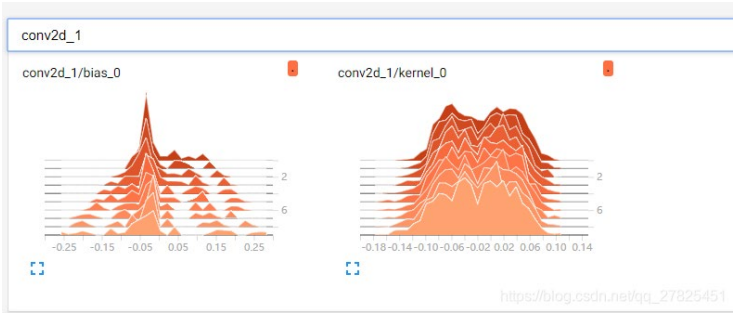 conv2d_1
conv2d_1/bias_0
conv2d_1/kernel_0
2
6
-0.25 -0.15 -0.05 0.05 0.15 0.25
2
6
-0.18 -0.14 -0.10 -0.06 -0.02 0.02 0.06 0.10 0.14
https://blog.csdn.net/qq_27825451